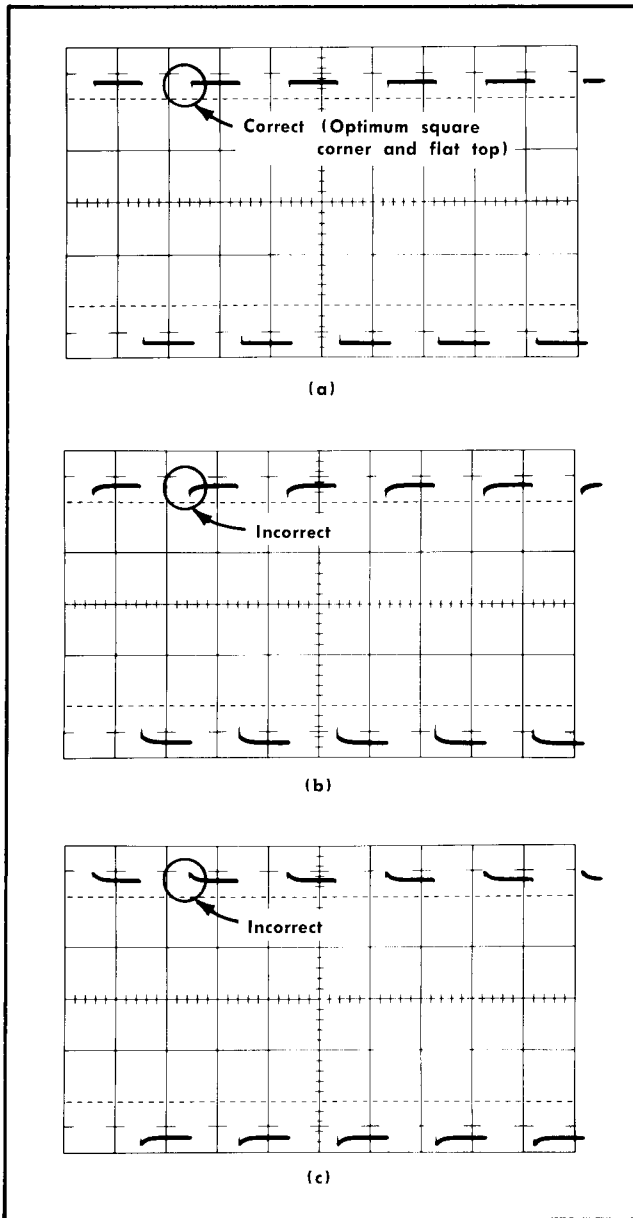 Correct (Optimum square
corner and flat top)
(a)
Incorrect
(b)
Incorrect
(c)